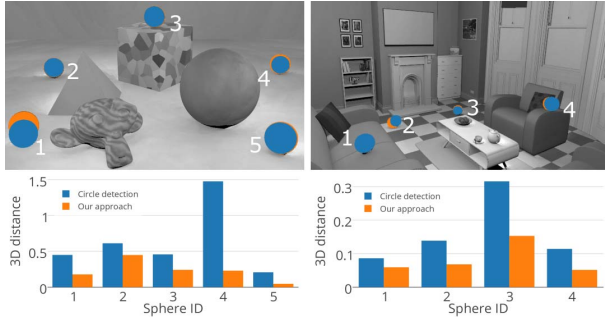 3
2
4
1
5
1
2
3
4
1.5
1
0.5
0
3D distance
Circle detection
Our approach
1 2 3 4 5
Sphere ID
0.3
0.2
0.1
0
3D distance
Circle detection
Our approach
1 2 3 4
Sphere ID